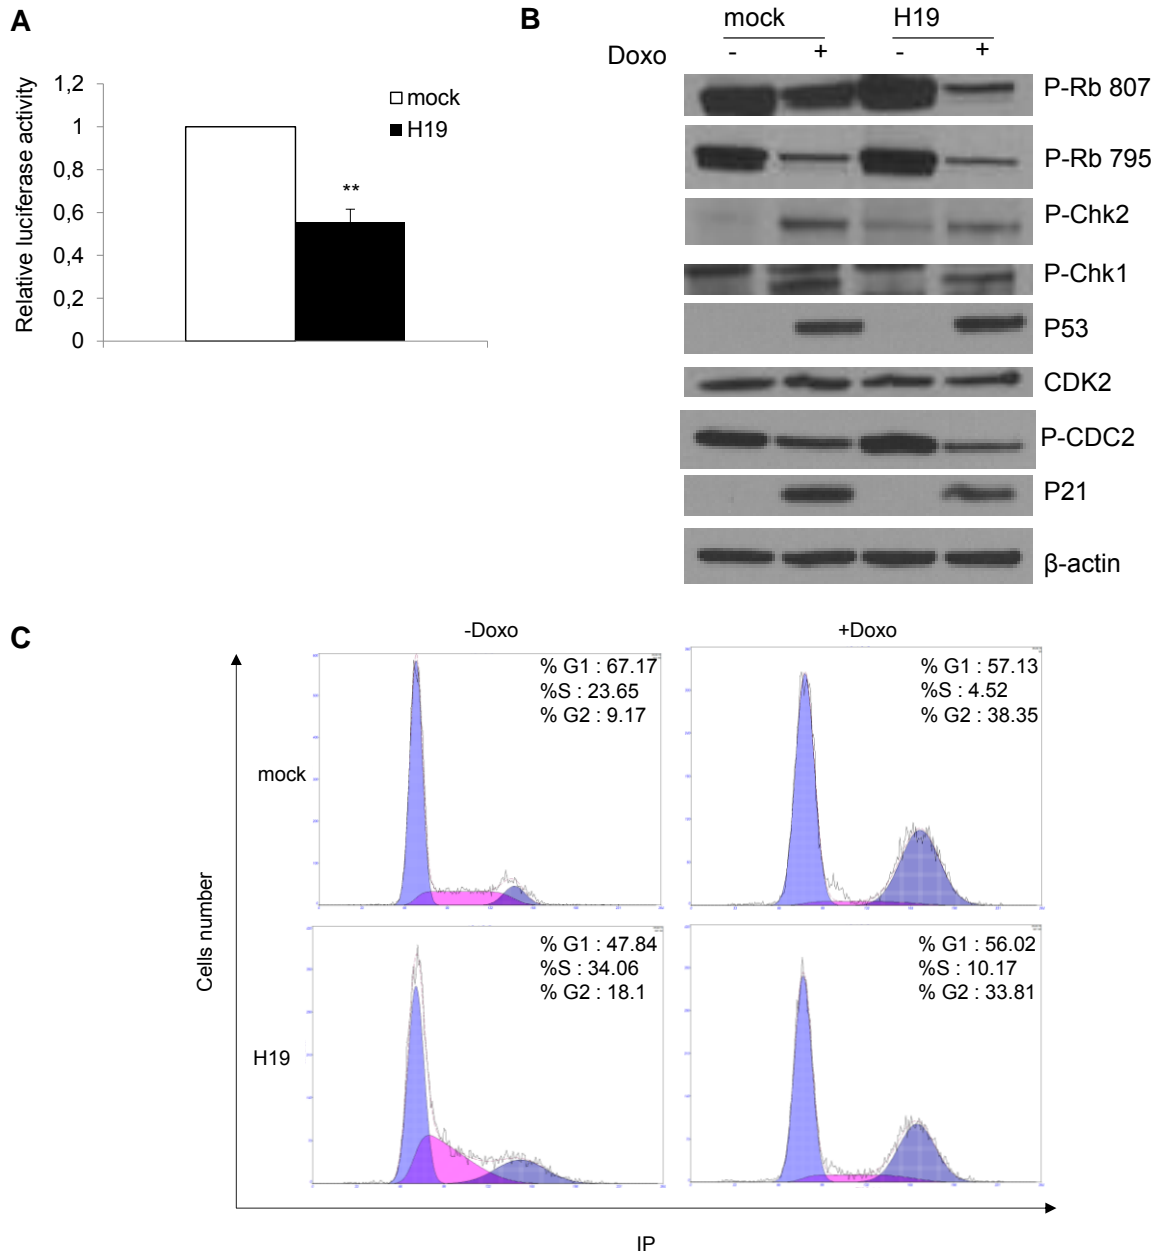 A
Relative luciferase activity
1,2
1
0,8
0,6
0,4
0,2
0
mock
H19
**
B
mock H19
Doxo - + - +
P-Rb 807
P-Rb 795
P-Chk2
P-Chk1
P53
CDK2
P-CDC2
P21
β-actin
C
-Doxo +Doxo
Cells number
mock
% G1 : 67.17
%S : 23.65
% G2 : 9.17
% G1 : 57.13
%S : 4.52
% G2 : 38.35
H19
% G1 : 47.84
%S : 34.06
% G2 : 18.1
% G1 : 56.02
%S : 10.17
% G2 : 33.81
IP